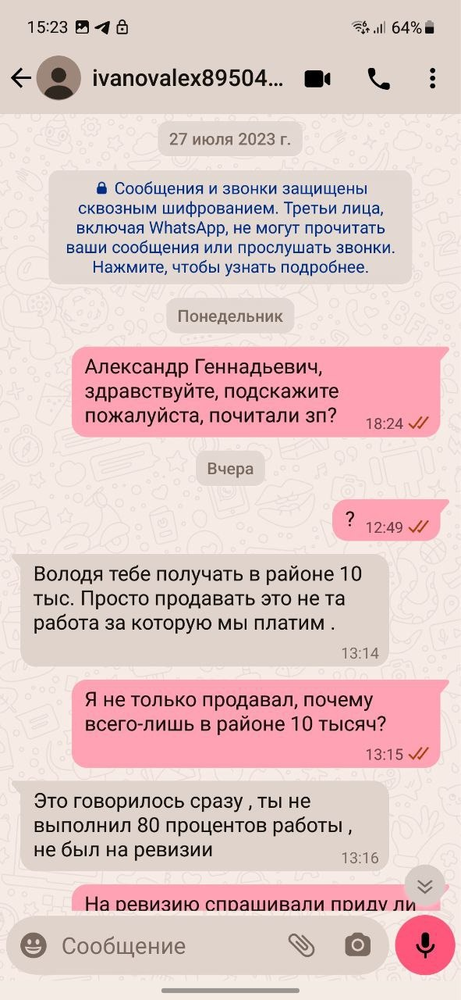 15:23
64%
ivanovalex89504...
27 июля 2023 г.
Сообщения и звонки защищены
сквозным шифрованием. Третьи лица,
включая WhatsApp, не могут прочитать
ваши сообщения или прослушать звонки.
Нажмите, чтобы узнать подробнее.
Понедельник
Александр Геннадьевич,
здравствуйте, подскажите
пожалуйста, почитали зп?
18:24
Вчера
?
12:49
Володя тебе получать в районе 10
тыс. Просто продавать это не та
работа за которую мы платим .
13:14
Я не только продавал, почему
всего-лишь в районе 10 тысяч?
13:15
Это говорилось сразу , ты не
выполнил 80 процентов работы ,
не был на ревизии
13:16
На ревизию спрашивали приду ли
Сообщение